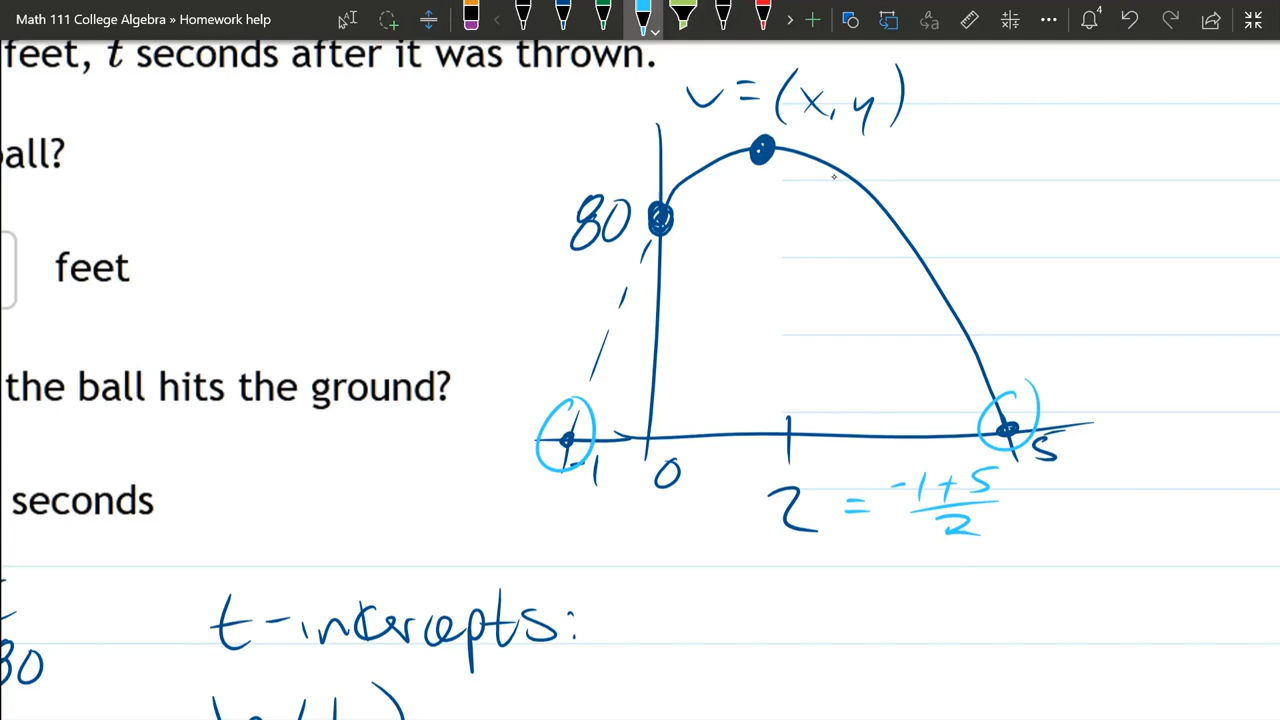 Math 111 College Algebra » Homework help
4
feet, t seconds after it was thrown.
v = (x, y)
all?
80
feet
the ball hits the ground?
-1
0
5
2 = -1+5
2
seconds
t-intercepts:
80